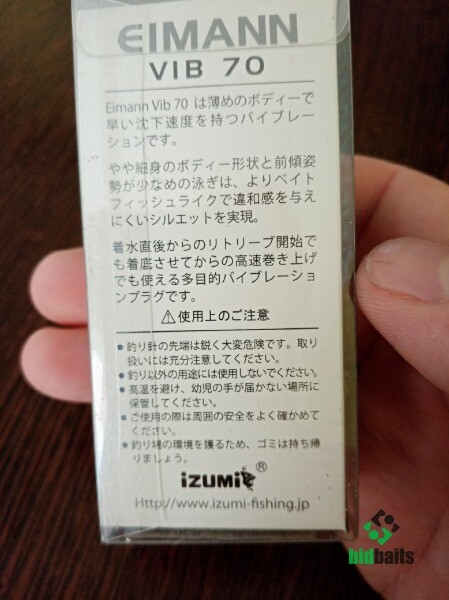 EIMANN
VIB 70
Eimann Vib 70 は薄めのボディーで
早い沈下速度を持つバイブレー
ションです。
やや細身のボディー形状と前傾姿
勢が少なめの泳ぎは、よりベイト
フィッシュライクで違和感を与え
にくいシルエットを実現。
着水直後からのリトリーブ開始で
も着底させてからの高速巻き上げ
でも使える多目的バイブレーショ
ンプラグです。
⚠使用上のご注意
●釣り針の先端は鋭く大変危険です。取り
扱いには充分注意してください。
●釣り以外の用途には使用しないでください。
●高温を避け、幼児の手が届かない場所に
保管してください。
●ご使用の際は周囲の安全をよく確かめて
ください。
●釣り場の環境を護るため、ゴミは持ち帰
りましょう。
iZUMi®
Http://www.izumi-fishing.jp
bidbaits